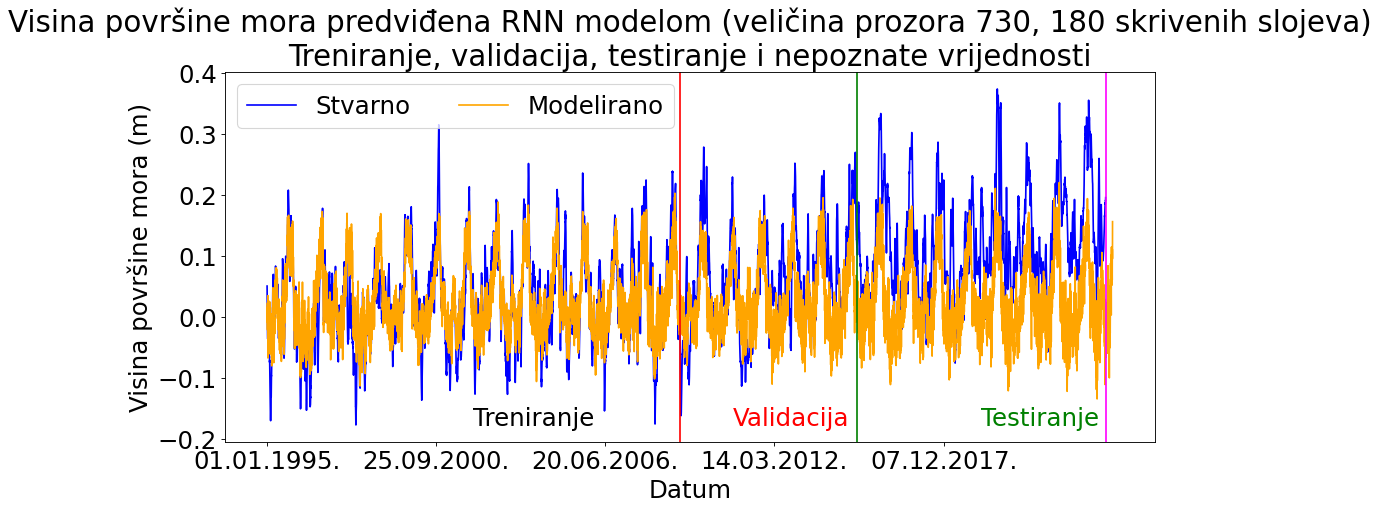 Visina površine mora predviđena RNN modelom (veličina prozora 730, 180 skrivenih slojeva)
Treniranje, validacija, testiranje i nepoznate vrijednosti
Stvarno
Modelirano
Visina površine mora (m)
0.4
0.3
0.2
0.1
0.0
−0.1
−0.2
Treniranje
Validacija
Testiranje
01.01.1995.
25.09.2000.
20.06.2006.
14.03.2012.
07.12.2017.
Datum